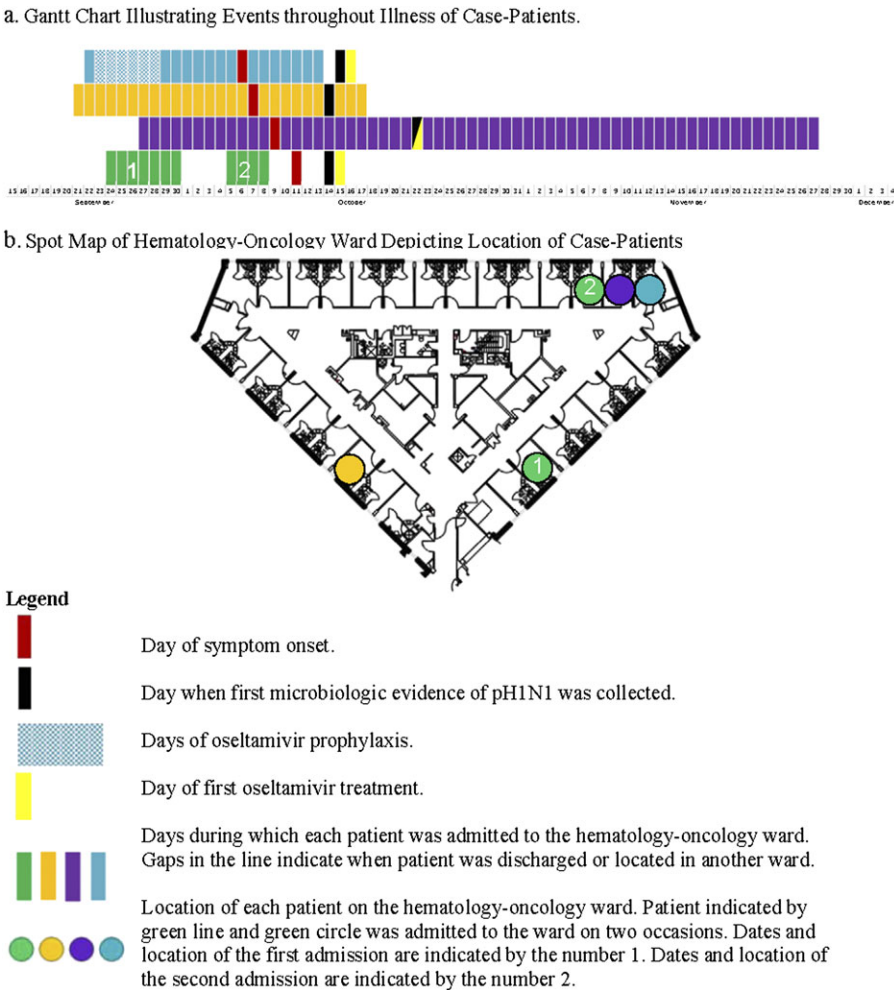 a. Gantt Chart Illustrating Events throughout Illness of Case-Patients.
1
2
15 16 17 18 19 20 21 22 23 24 25 26 27 28 29 30 1 2 3 4 5 6 7 8 9 10 11 12 13 14 15 16 17 18 19 20 21 22 23 24 25 26 27 28 29 30 31 1 2 3 4 5 6 7 8 9 10 11 12 13 14 15 16 17 18 19 20 21 22 23 24 25 26 27 28 29 30 1 2 3 4
September October November December
b. Spot Map of Hematology-Oncology Ward Depicting Location of Case-Patients
2
1
Legend
Day of symptom onset.
Day when first microbiologic evidence of pH1N1 was collected.
Days of oseltamivir prophylaxis.
Day of first oseltamivir treatment.
Days during which each patient was admitted to the hematology-oncology ward.
Gaps in the line indicate when patient was discharged or located in another ward.
Location of each patient on the hematology-oncology ward. Patient indicated by
green line and green circle was admitted to the ward on two occasions. Dates and
location of the first admission are indicated by the number 1. Dates and location of
the second admission are indicated by the number 2.